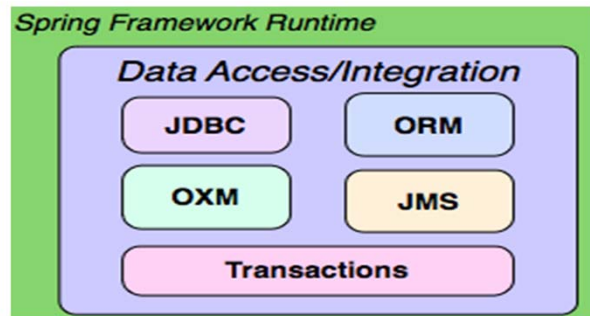 Spring Framework Runtime
Data Access/Integration
JDBC ORM
OXM JMS
Transactions